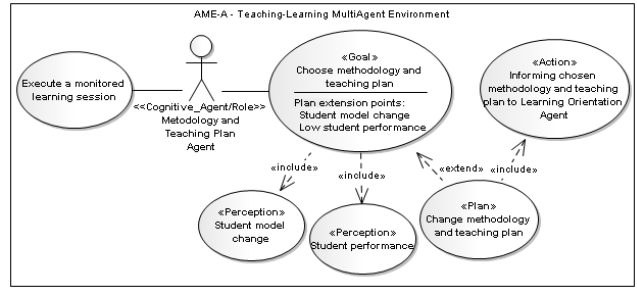 AME-A - Teaching-Learning MultiAgent Environment
Execute a monitored
learning session
<<Cognitive_Agent/Role>>
Metodology and
Teaching Plan
Agent
«Goal»
Choose methodology and
teaching plan
Plan extension points:
Student model change
Low student performance
«Action»
Informing chosen
methodology and teaching
plan to Learning Orientation
Agent
«include»
«include»
«extend»
«include»
«Perception»
Student model
change
«Perception»
Student performance
«Plan»
Change methodology
and teaching plan